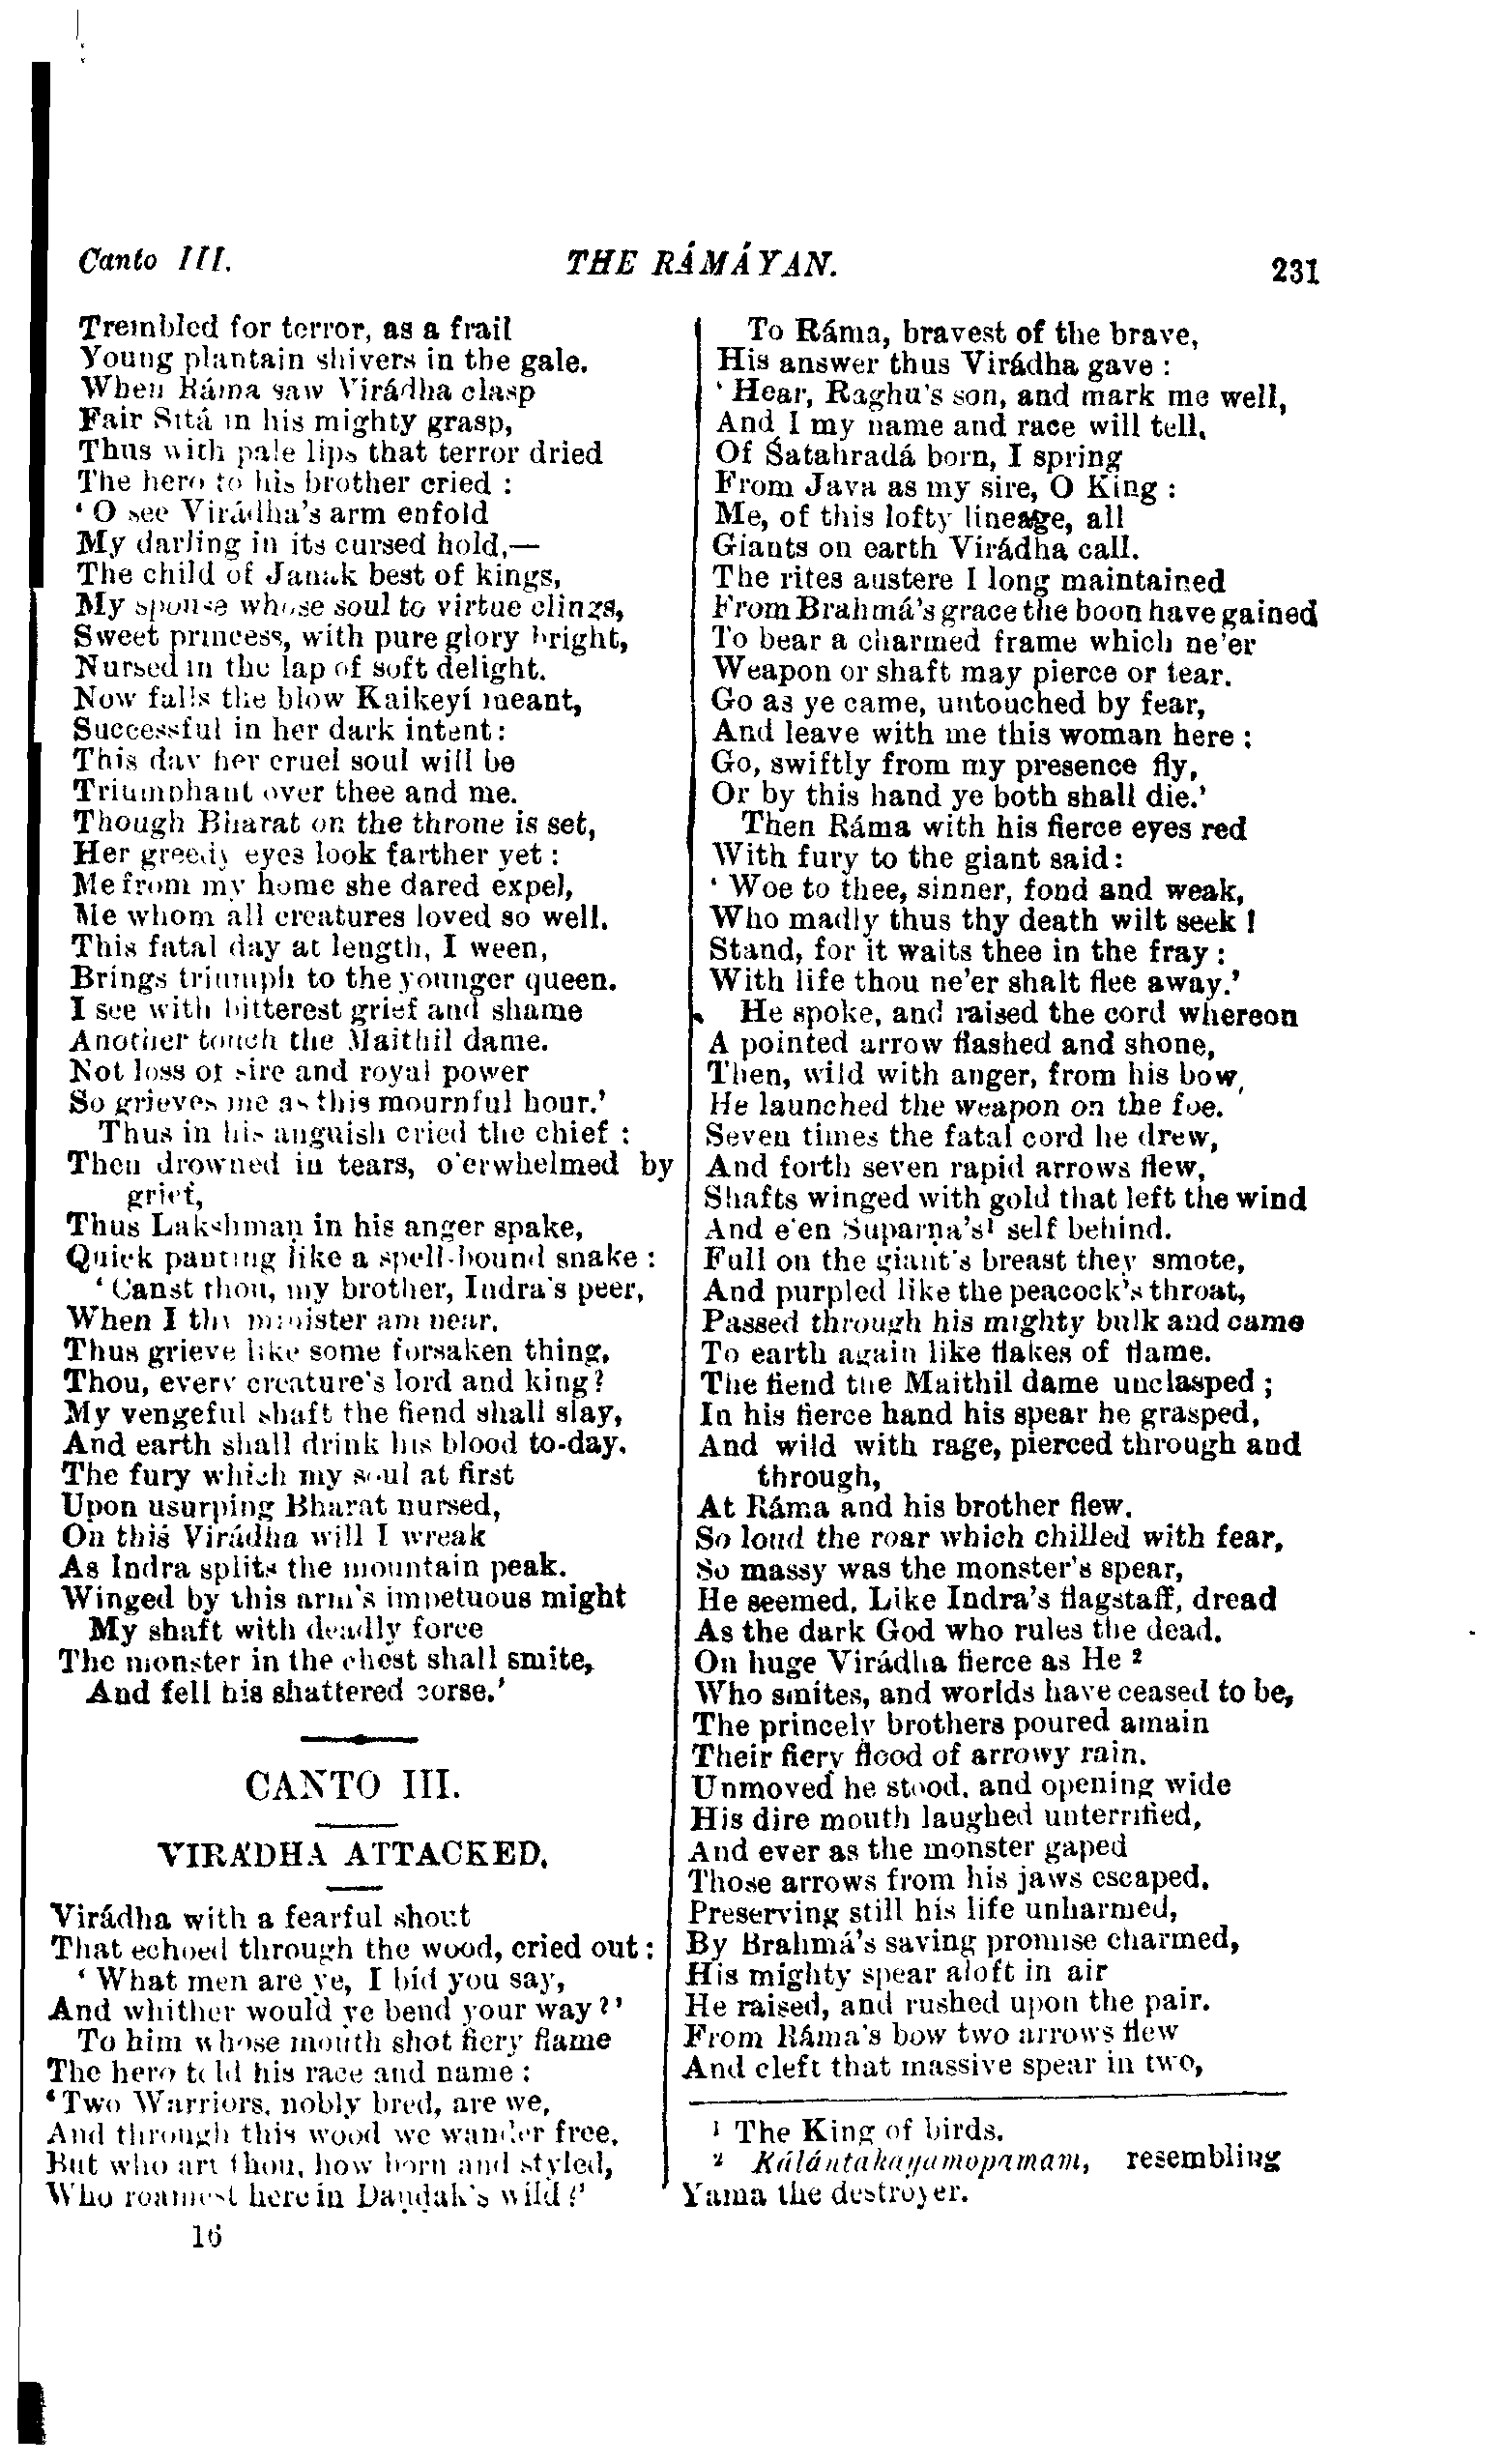 Canto III.
THE RÁMÁYAN.
231
Trembled for terror, as a frail
Young plantain shivers in the gale.
When Ráma saw Virádha clasp
Fair Sítá in his mighty grasp,
Thus with pale lips that terror dried
The hero to his brother cried :
‘ O see Virádha's arm enfold
My darling in its cursed hold,—
The child of Janak best of kings,
My spouse whose soul to virtue clings,
Sweet princess, with pure glory bright,
Nursed in the lap of soft delight.
Now falls the blow Kaikeyí meant,
Successful in her dark intent:
This day her cruel soul will be
Triumphant over thee and me.
Though Bharat on the throne is set,
Her greedy eyes look farther yet :
Me from my home she dared expel,
Me whom all creatures loved so well.
This fatal day at length, I ween,
Brings triumph to the younger queen.
I see with bitterest grief and shame
Another touch the Maithil dame.
Not loss of sire and royal power
So grieves me as this mournful hour.’
Thus in his anguish cried the chief :
Then drowned in tears, o'erwhelmed by
grief,
Thus Lakshmaṇ in his anger spake,
Quick panting like a spell-bound snake :
‘ Canst thou, my brother, Indra's peer,
When I thy minister am near,
Thus grieve like some forsaken thing,
Thou, every creature's lord and king?
My vengeful shaft the fiend shall slay,
And earth shall drink his blood to-day.
The fury which my soul at first
Upon usurping Bharat nursed,
On this Virádha will I wreak
As Indra splits the mountain peak.
Winged by this arm's impetuous might
My shaft with deadly force
The monster in the chest shall smite,
And fell his shattered corse.’
CANTO III.
VIRÁDHA ATTACKED.
Virádha with a fearful shout
That echoed through the wood, cried out :
‘ What men are ye, I bid you say,
And whither would ye bend your way?’
To him whose mouth shot fiery flame
The hero told his race and name :
‘Two Warriors, nobly bred, are we,
And through this wood we wander free.
But who art thou, how born and styled,
Who roamest here in Daṇḍak's wild?’
16
To Ráma, bravest of the brave,
His answer thus Virádha gave :
‘ Hear, Raghu's son, and mark me well,
And I my name and race will tell.
Of Śatahradá born, I spring
From Java as my sire, O King :
Me, of this lofty lineage, all
Giants on earth Virádha call.
The rites austere I long maintained
From Brahmá's grace the boon have gained
To bear a charmed frame which ne'er
Weapon or shaft may pierce or tear.
Go as ye came, untouched by fear,
And leave with me this woman here :
Go, swiftly from my presence fly,
Or by this hand ye both shall die.’
Then Ráma with his fierce eyes red
With fury to the giant said:
‘ Woe to thee, sinner, fond and weak,
Who madly thus thy death wilt seek !
Stand, for it waits thee in the fray :
With life thou ne'er shalt flee away.’
He spoke, and raised the cord whereon
A pointed arrow flashed and shone,
Then, wild with anger, from his bow,
He launched the weapon on the foe.
Seven times the fatal cord he drew,
And forth seven rapid arrows flew,
Shafts winged with gold that left the wind
And e'en Suparṇa's¹ self behind.
Full on the giant's breast they smote,
And purpled like the peacock's throat,
Passed through his mighty bulk and came
To earth again like flakes of flame.
The fiend the Maithil dame unclasped ;
In his fierce hand his spear he grasped,
And wild with rage, pierced through and
through,
At Ráma and his brother flew.
So loud the roar which chilled with fear,
So massy was the monster's spear,
He seemed, Like Indra's flagstaff, dread
As the dark God who rules the dead.
On huge Virádha fierce as He ²
Who smites, and worlds have ceased to be,
The princely brothers poured amain
Their fiery flood of arrowy rain.
Unmoved he stood, and opening wide
His dire mouth laughed unterrified,
And ever as the monster gaped
Those arrows from his jaws escaped.
Preserving still his life unharmed,
By Brahmá's saving promise charmed,
His mighty spear aloft in air
He raised, and rushed upon the pair.
From Ráma's bow two arrows flew
And cleft that massive spear in two,
¹ The King of birds.
² Kálántakayamopamam, resembling
Yama the destroyer.